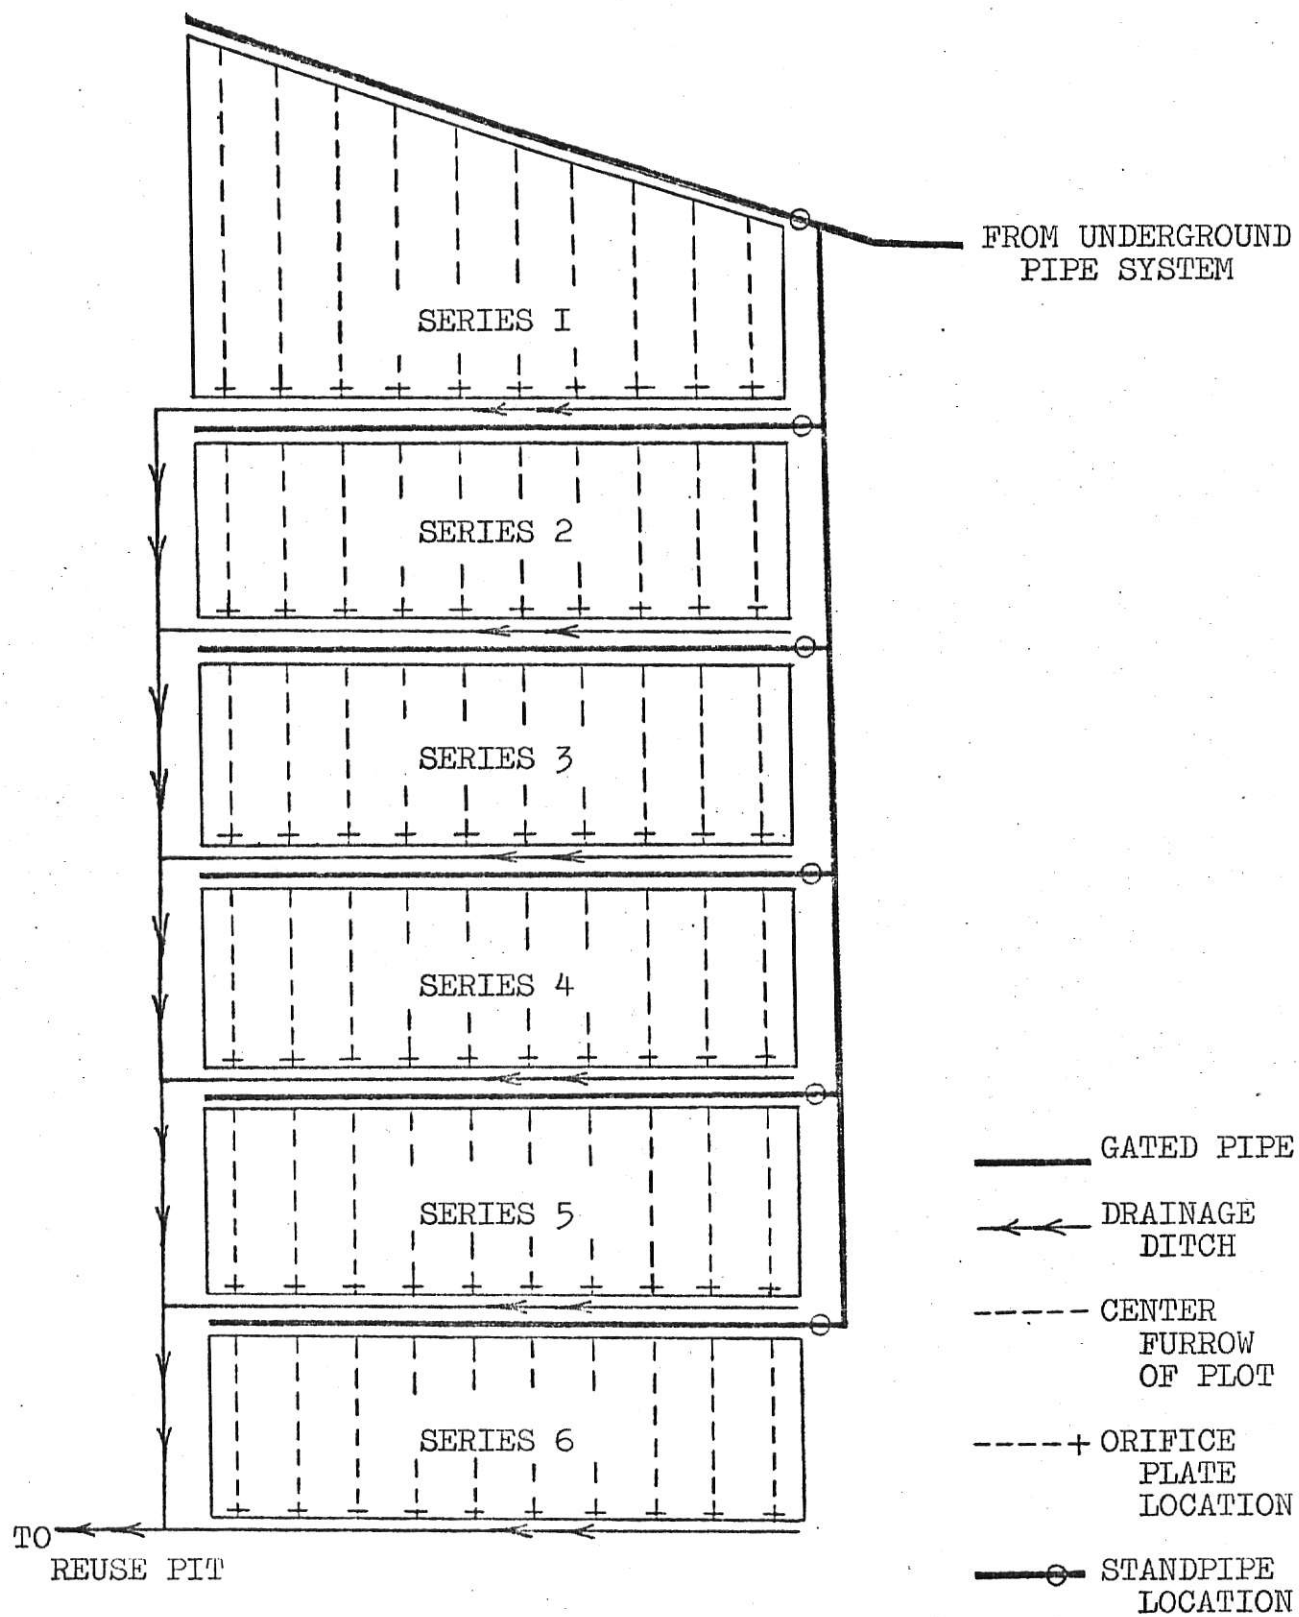 FROM UNDERGROUND
PIPE SYSTEM
SERIES I
SERIES 2
SERIES 3
SERIES 4
SERIES 5
SERIES 6
TO
REUSE PIT
GATED PIPE
DRAINAGE
DITCH
CENTER
FURROW
OF PLOT
ORIFICE
PLATE
LOCATION
STANDPIPE
LOCATION